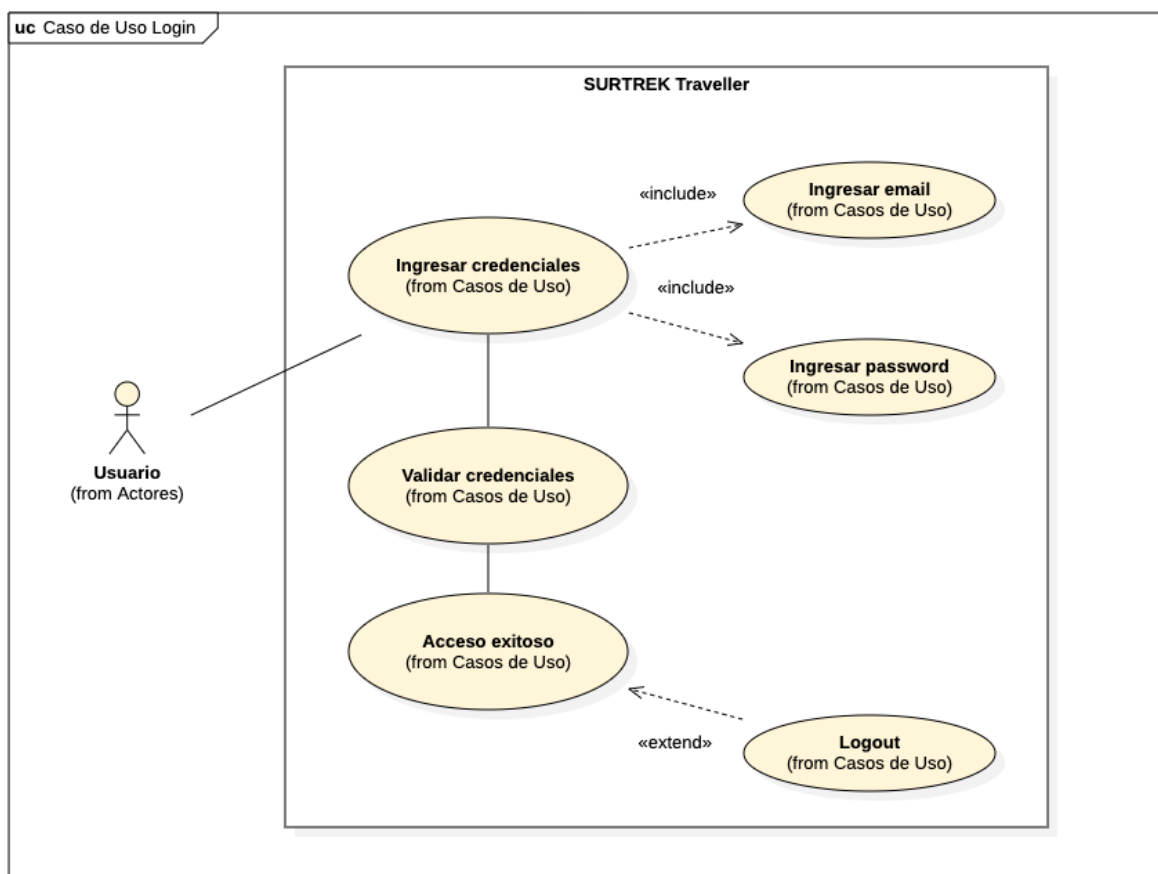 uc Caso de Uso Login
SURTREK Traveller
«include»
Ingresar email
(from Casos de Uso)
Ingresar credenciales
(from Casos de Uso)
«include»
Ingresar password
(from Casos de Uso)
Usuario
(from Actores)
Validar credenciales
(from Casos de Uso)
Acceso exitoso
(from Casos de Uso)
«extend»
Logout
(from Casos de Uso)